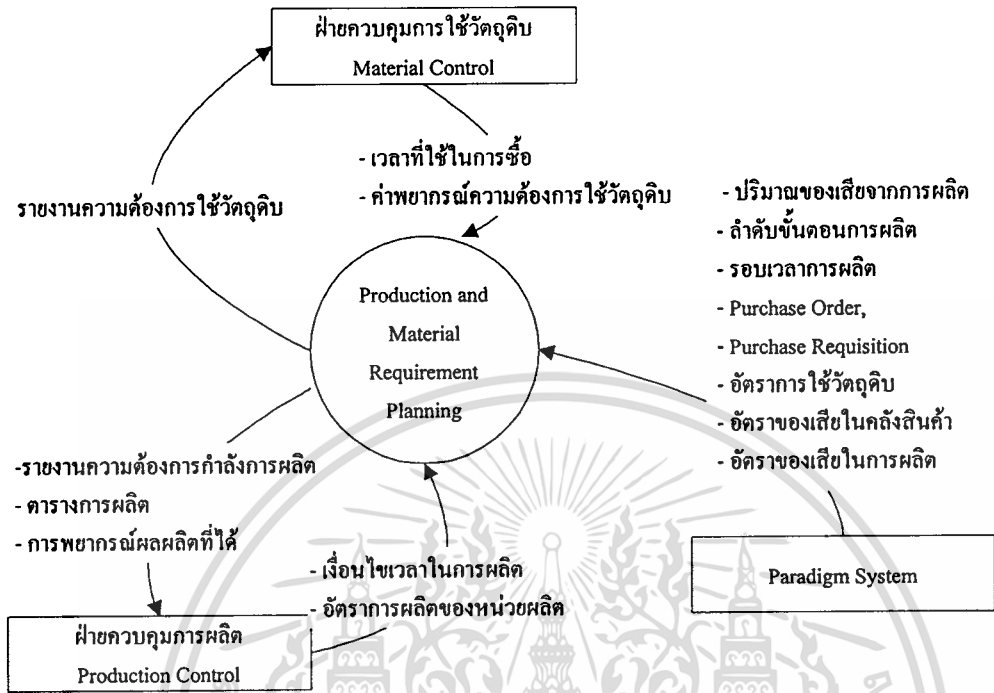 ฝ่ายควบคุมการใช้วัตถุดิบ
Material Control
- เวลาที่ใช้ในการซื้อ
- ค่าพยากรณ์ความต้องการใช้วัตถุดิบ
รายงานความต้องการใช้วัตถุดิบ
- ปริมาณของเสียจากการผลิต
- ลำดับขั้นตอนการผลิต
- รอบเวลาการผลิต
- Purchase Order,
- Purchase Requisition
- อัตราการใช้วัตถุดิบ
- อัตราของเสียในคลังสินค้า
- อัตราของเสียในการผลิต
Production and
Material
Requirement
Planning
-รายงานความต้องการกำลังการผลิต
- ตารางการผลิต
- การพยากรณ์ผลผลิตที่ได้
- เงื่อนไขเวลาในการผลิต
- อัตราการผลิตของหน่วยผลิต
Paradigm System
ฝ่ายควบคุมการผลิต
Production Control